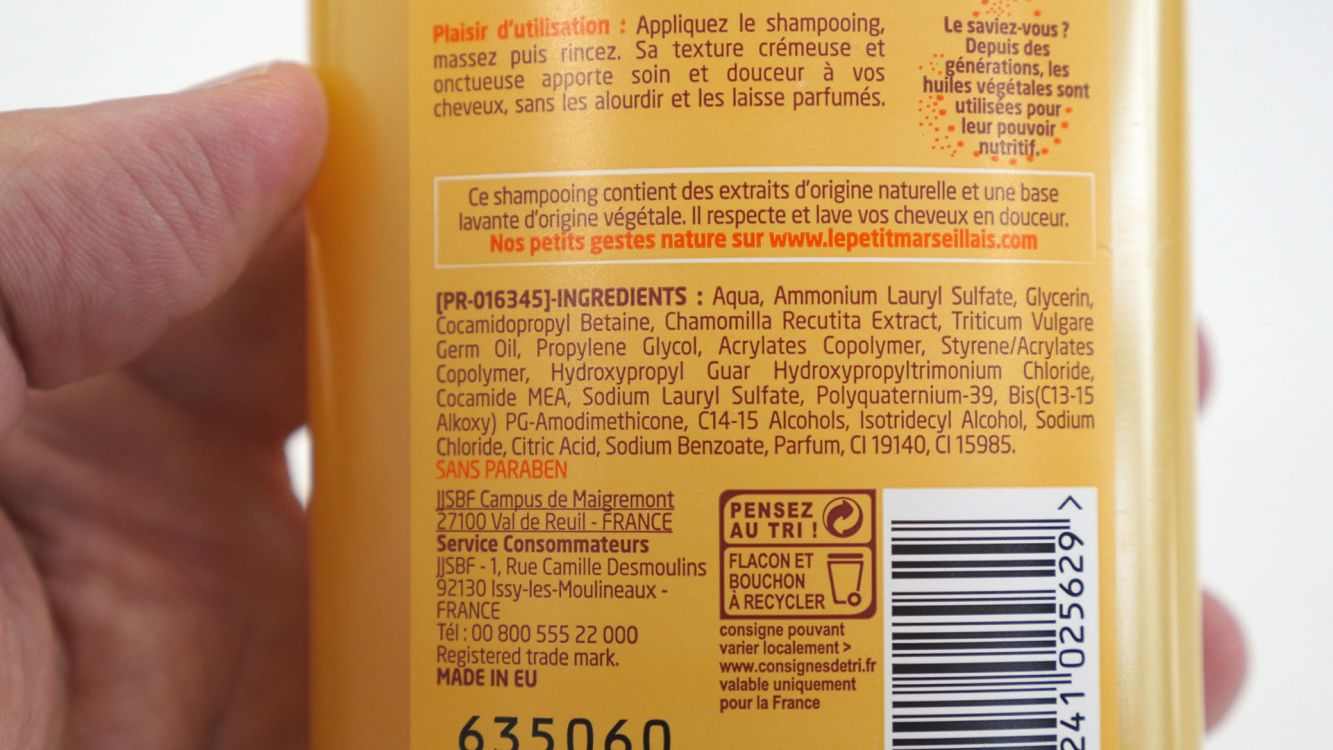 Plaisir d'utilisation : Appliquez le shampooing,
massez puis rincez. Sa texture crémeuse et
onctueuse apporte soin et douceur à vos
cheveux, sans les alourdir et les laisse parfumés.
Le saviez-vous ?
Depuis des
générations, les
huiles végétales sont
utilisées pour
leur pouvoir
nutritif.
Ce shampooing contient des extraits d'origine naturelle et une base
lavante d'origine végétale. Il respecte et lave vos cheveux en douceur.
Nos petits gestes nature sur www.lepetitmarseillais.com
[PR-016345]-INGREDIENTS : Aqua, Ammonium Lauryl Sulfate, Glycerin,
Cocamidopropyl Betaine, Chamomilla Recutita Extract, Triticum Vulgare
Germ Oil, Propylene Glycol, Acrylates Copolymer, Styrene/Acrylates
Copolymer, Hydroxypropyl Guar Hydroxypropyltrimonium Chloride,
Cocamide MEA, Sodium Lauryl Sulfate, Polyquaternium-39, Bis(C13-15
Alkoxy) PG-Amodimethicone, C14-15 Alcohols, Isotridecyl Alcohol, Sodium
Chloride, Citric Acid, Sodium Benzoate, Parfum, CI 19140, CI 15985.
SANS PARABEN
JJSBF Campus de Maigremont
27100 Val de Reuil - FRANCE
Service Consommateurs
JJSBF - 1, Rue Camille Desmoulins
92130 Issy-les-Moulineaux -
FRANCE
Tél : 00 800 555 22 000
Registered trade mark.
MADE IN EU
635060
PENSEZ
AU TRI !
FLACON ET
BOUCHON
À RECYCLER
consigne pouvant
varier localement >
www.consignesdetri.fr
valable uniquement
pour la France
241 025629 >